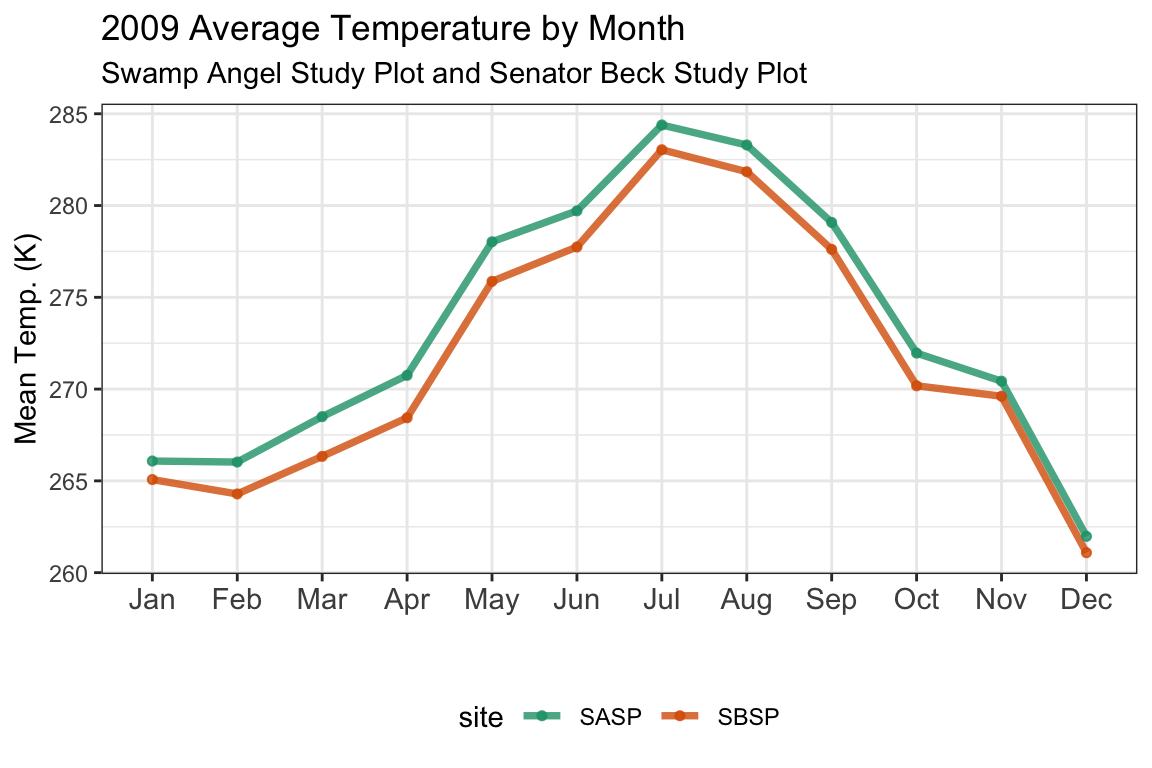 2009 Average Temperature by Month
Swamp Angel Study Plot and Senator Beck Study Plot
Mean Temp. (K)
285
280
275
270
265
260
Jan Feb Mar Apr May Jun Jul Aug Sep Oct Nov Dec
site SASP SBSP